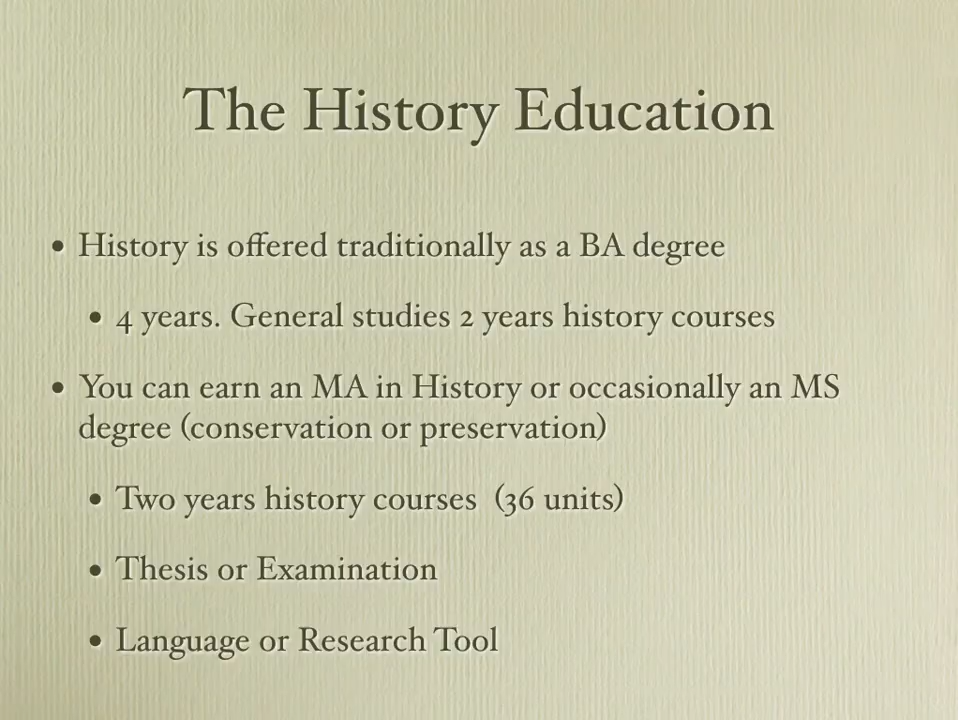 The History Education
• History is offered traditionally as a BA degree
• 4 years. General studies 2 years history courses
• You can earn an MA in History or occasionally an MS
degree (conservation or preservation)
• Two years history courses  (36 units)
• Thesis or Examination
• Language or Research Tool